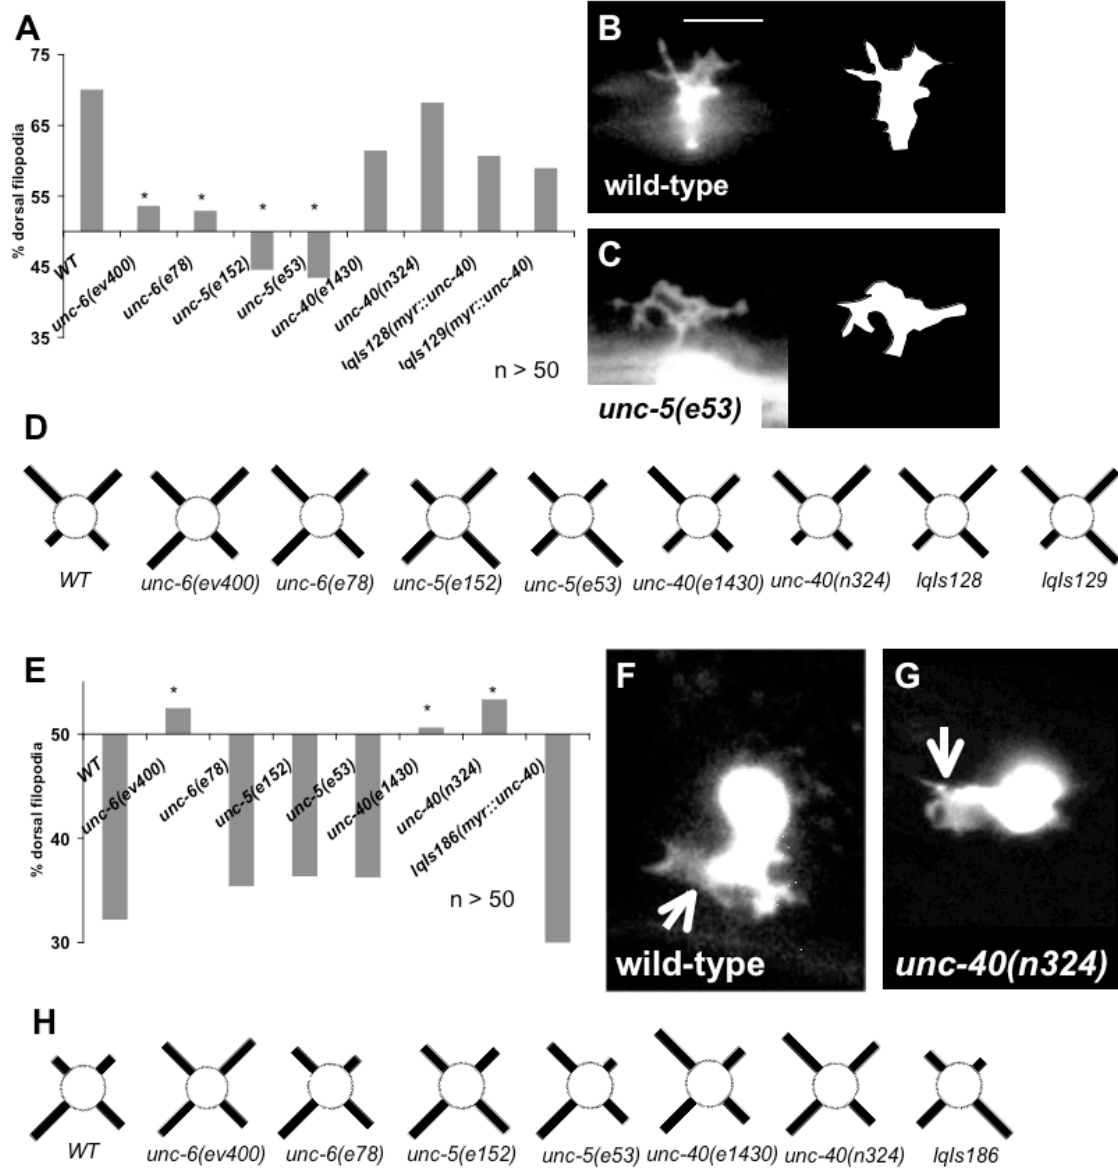 A
75
65
55
45
35
% dorsal filopodia
* * * *
WT
unc-6(ev400)
unc-6(e78)
unc-5(e152)
unc-5(e53)
unc-40(e1430)
unc-40(n324)
lqIs128(myr::unc-40)
lqIs129(myr::unc-40)
n > 50
B
wild-type
C
unc-5(e53)
D
WT unc-6(ev400) unc-6(e78) unc-5(e152) unc-5(e53) unc-40(e1430) unc-40(n324) lqIs128 lqIs129
E
50
40
30
% dorsal filopodia
* * *
WT
unc-6(ev400)
unc-6(e78)
unc-5(e152)
unc-5(e53)
unc-40(e1430)
unc-40(n324)
lqIs186(myr::unc-40)
n > 50
F
wild-type
G
unc-40(n324)
H
WT unc-6(ev400) unc-6(e78) unc-5(e152) unc-5(e53) unc-40(e1430) unc-40(n324) lqIs186